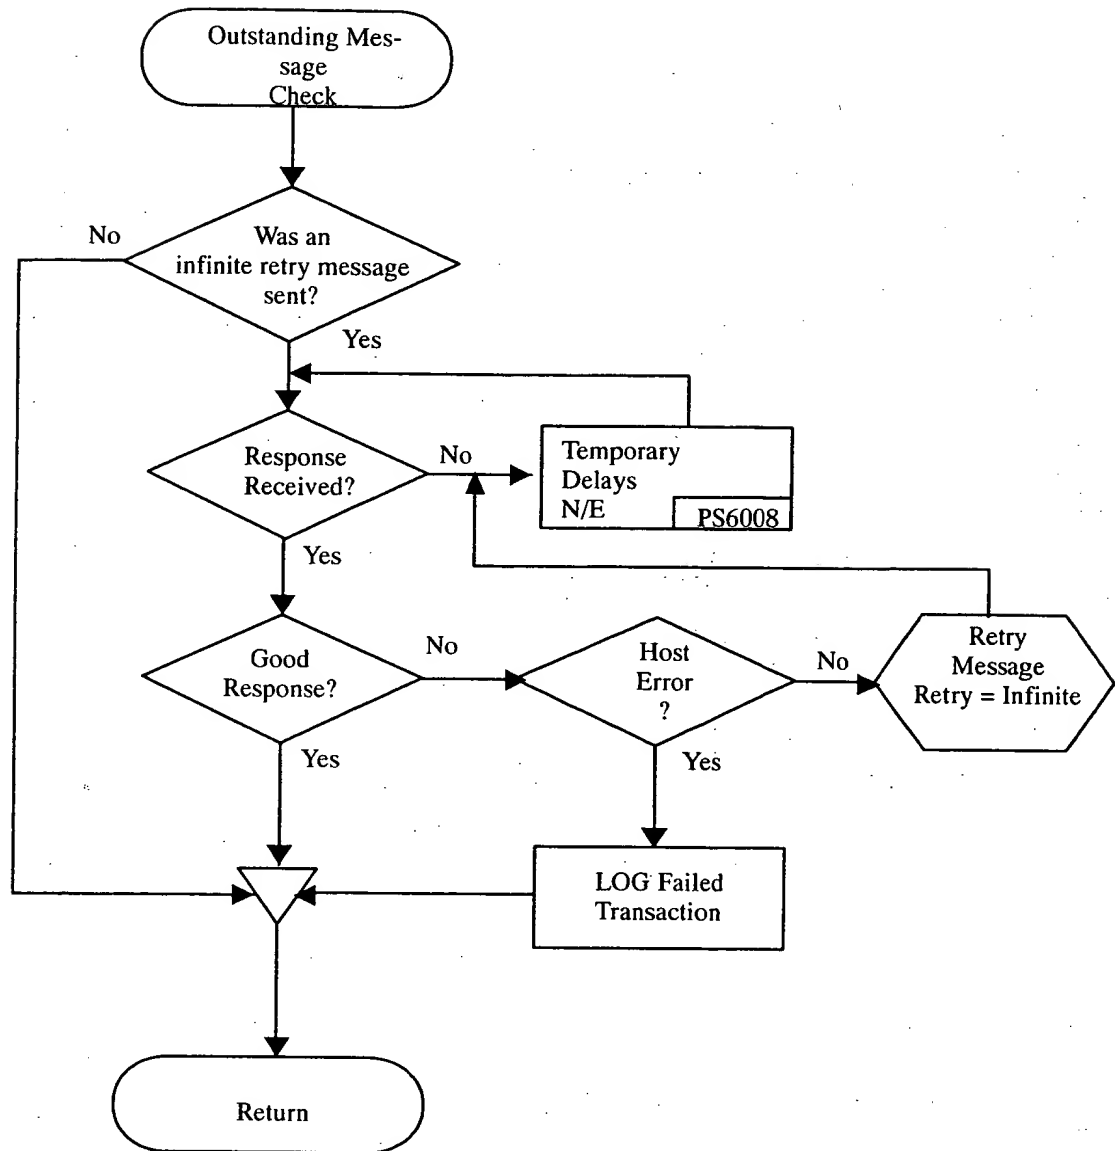 Outstanding Mes-
sage
Check
No
Was an
infinite retry message
sent?
Yes
Response
Received?
No
Temporary
Delays
N/E
PS6008
Yes
Good
Response?
No
Host
Error
?
No
Retry
Message
Retry = Infinite
Yes
Yes
LOG Failed
Transaction
Return